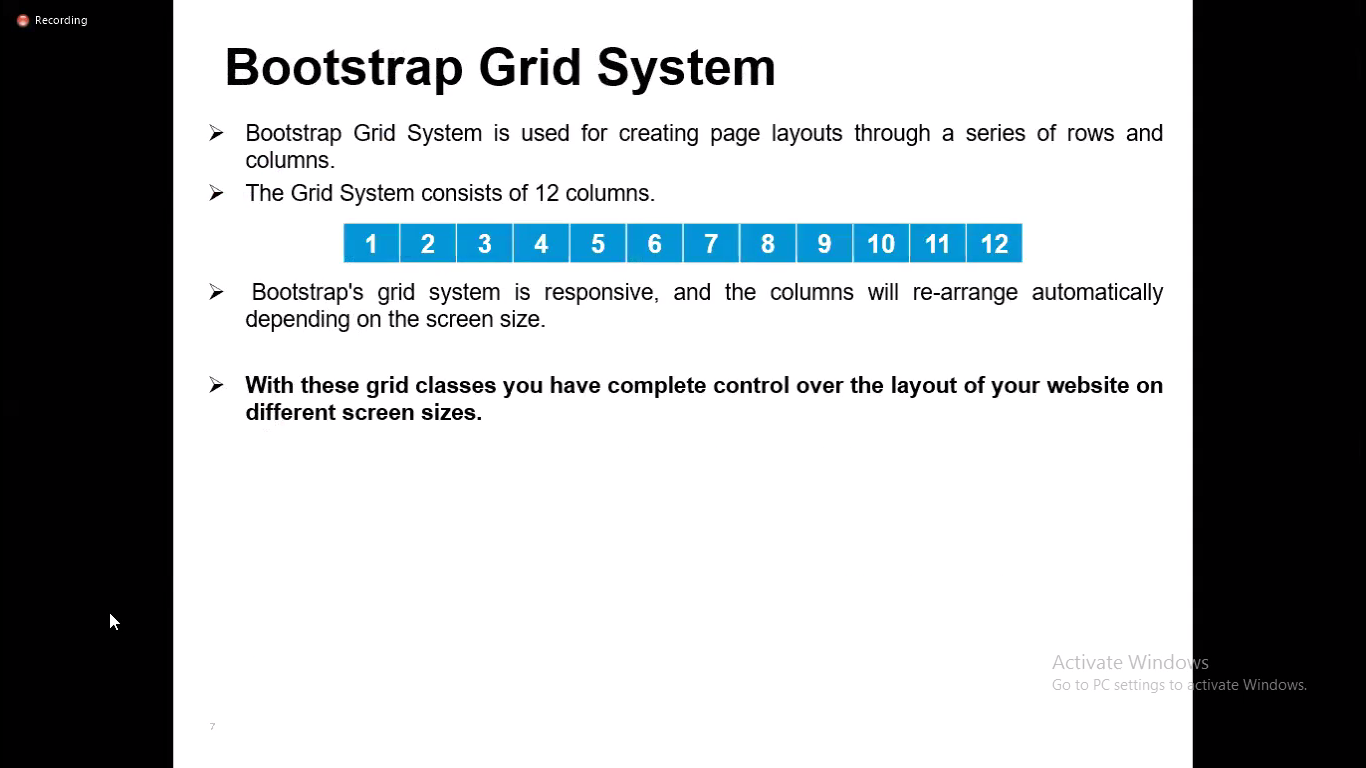 Recording
Bootstrap Grid System
➢ Bootstrap Grid System is used for creating page layouts through a series of rows and
columns.
➢ The Grid System consists of 12 columns.
1 2 3 4 5 6 7 8 9 10 11 12
➢ Bootstrap's grid system is responsive, and the columns will re-arrange automatically
depending on the screen size.
➢ With these grid classes you have complete control over the layout of your website on
different screen sizes.
Activate Windows
Go to PC settings to activate Windows.
7